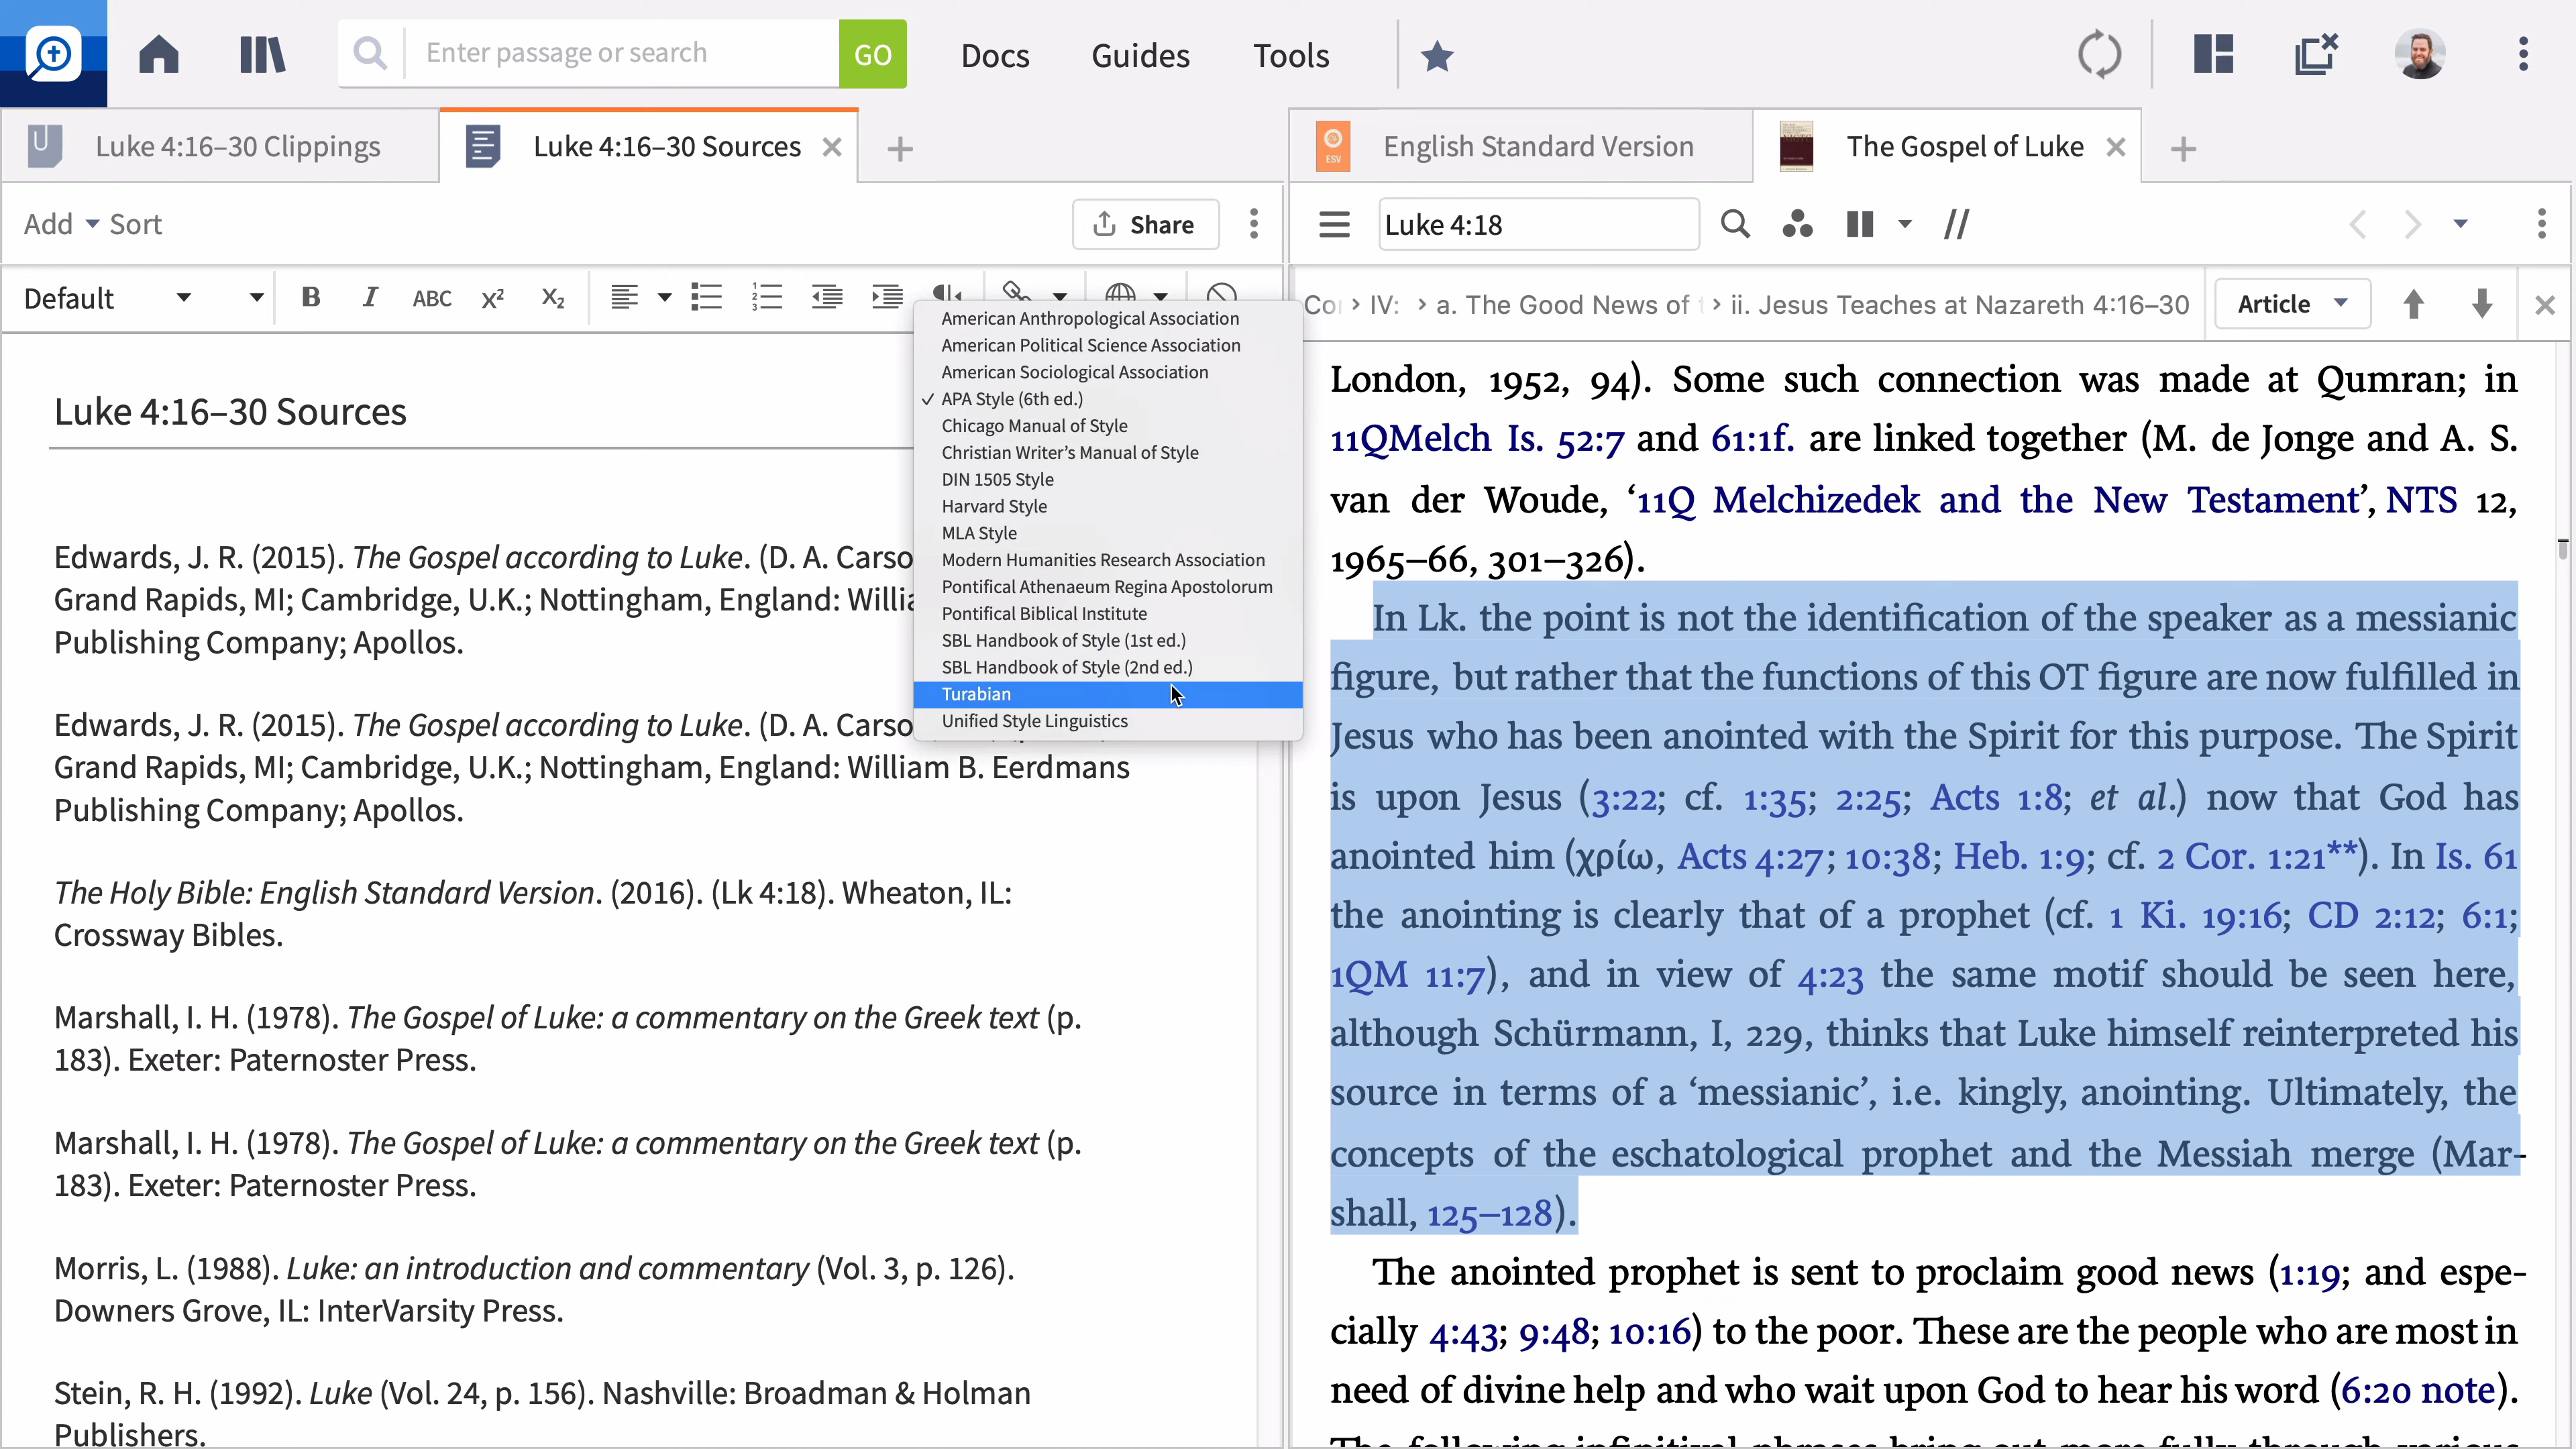 Enter passage or search
GO
Docs
Guides
Tools
Luke 4:16–30 Clippings
Luke 4:16–30 Sources
ESV
English Standard Version
The Gospel of Luke
Add
Sort
Share
Luke 4:18
Default
B
I
ABC
X²
X₂
American Anthropological Association
American Political Science Association
American Sociological Association
✓ APA Style (6th ed.)
Chicago Manual of Style
Christian Writer’s Manual of Style
DIN 1505 Style
Harvard Style
MLA Style
Modern Humanities Research Association
Pontifical Athenaeum Regina Apostolorum
Pontifical Biblical Institute
SBL Handbook of Style (1st ed.)
SBL Handbook of Style (2nd ed.)
Turabian
Unified Style Linguistics
Luke 4:16–30 Sources
Edwards, J. R. (2015). The Gospel according to Luke. (D. A. Carso
Grand Rapids, MI; Cambridge, U.K.; Nottingham, England: Willia
Publishing Company; Apollos.
Edwards, J. R. (2015). The Gospel according to Luke. (D. A. Carso
Grand Rapids, MI; Cambridge, U.K.; Nottingham, England: William B. Eerdmans
Publishing Company; Apollos.
The Holy Bible: English Standard Version. (2016). (Lk 4:18). Wheaton, IL:
Crossway Bibles.
Marshall, I. H. (1978). The Gospel of Luke: a commentary on the Greek text (p.
183). Exeter: Paternoster Press.
Marshall, I. H. (1978). The Gospel of Luke: a commentary on the Greek text (p.
183). Exeter: Paternoster Press.
Morris, L. (1988). Luke: an introduction and commentary (Vol. 3, p. 126).
Downers Grove, IL: InterVarsity Press.
Stein, R. H. (1992). Luke (Vol. 24, p. 156). Nashville: Broadman & Holman
Publishers.
Co › IV: › a. The Good News of › ii. Jesus Teaches at Nazareth 4:16–30
Article
London, 1952, 94). Some such connection was made at Qumran; in
11QMelch Is. 52:7 and 61:1f. are linked together (M. de Jonge and A. S.
van der Woude, ‘11Q Melchizedek and the New Testament’, NTS 12,
1965–66, 301–326).
In Lk. the point is not the identification of the speaker as a messianic
figure, but rather that the functions of this OT figure are now fulfilled in
Jesus who has been anointed with the Spirit for this purpose. The Spirit
is upon Jesus (3:22; cf. 1:35; 2:25; Acts 1:8; et al.) now that God has
anointed him (χρίω, Acts 4:27; 10:38; Heb. 1:9; cf. 2 Cor. 1:21**). In Is. 61
the anointing is clearly that of a prophet (cf. 1 Ki. 19:16; CD 2:12; 6:1;
1QM 11:7), and in view of 4:23 the same motif should be seen here,
although Schürmann, I, 229, thinks that Luke himself reinterpreted his
source in terms of a ‘messianic’, i.e. kingly, anointing. Ultimately, the
concepts of the eschatological prophet and the Messiah merge (Mar-
shall, 125–128).
The anointed prophet is sent to proclaim good news (1:19; and espe-
cially 4:43; 9:48; 10:16) to the poor. These are the people who are most in
need of divine help and who wait upon God to hear his word (6:20 note).
The following infinitival phrases bring out more fully through various